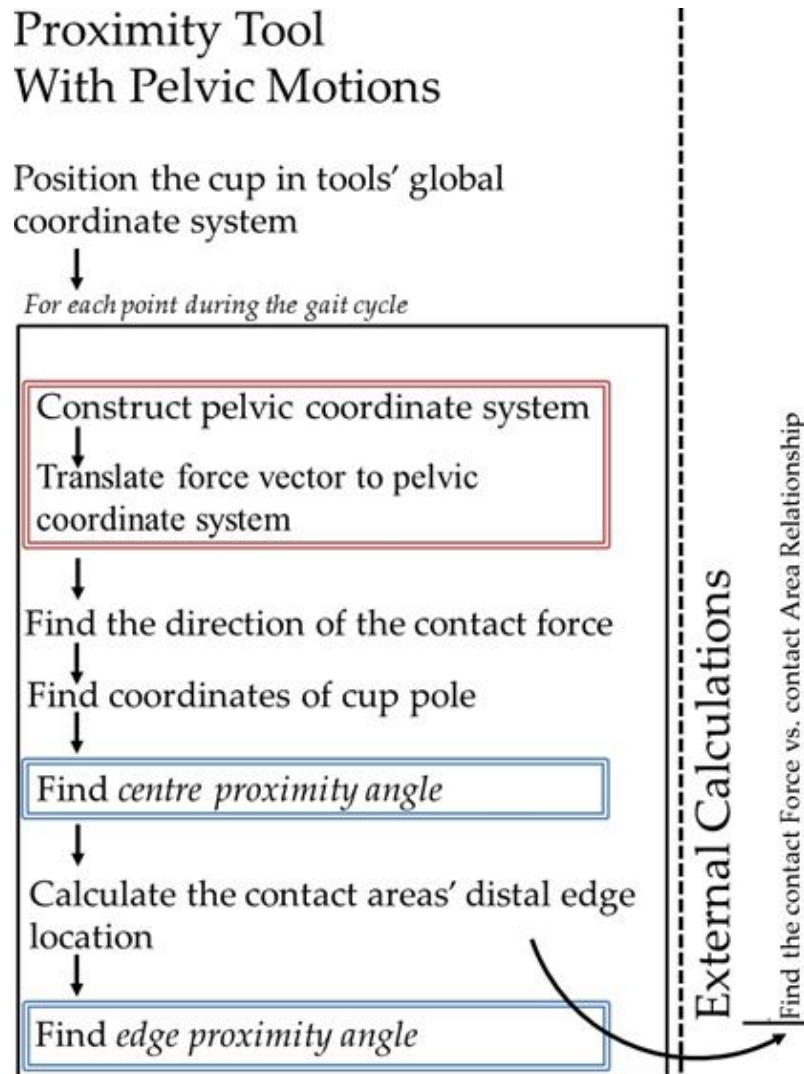 Proximity Tool
With Pelvic Motions
Position the cup in tools' global
coordinate system
For each point during the gait cycle
Construct pelvic coordinate system
Translate force vector to pelvic
coordinate system
Find the direction of the contact force
Find coordinates of cup pole
Find centre proximity angle
Calculate the contact areas' distal edge
location
Find edge proximity angle
External Calculations
Find the contact Force vs. contact Area Relationship